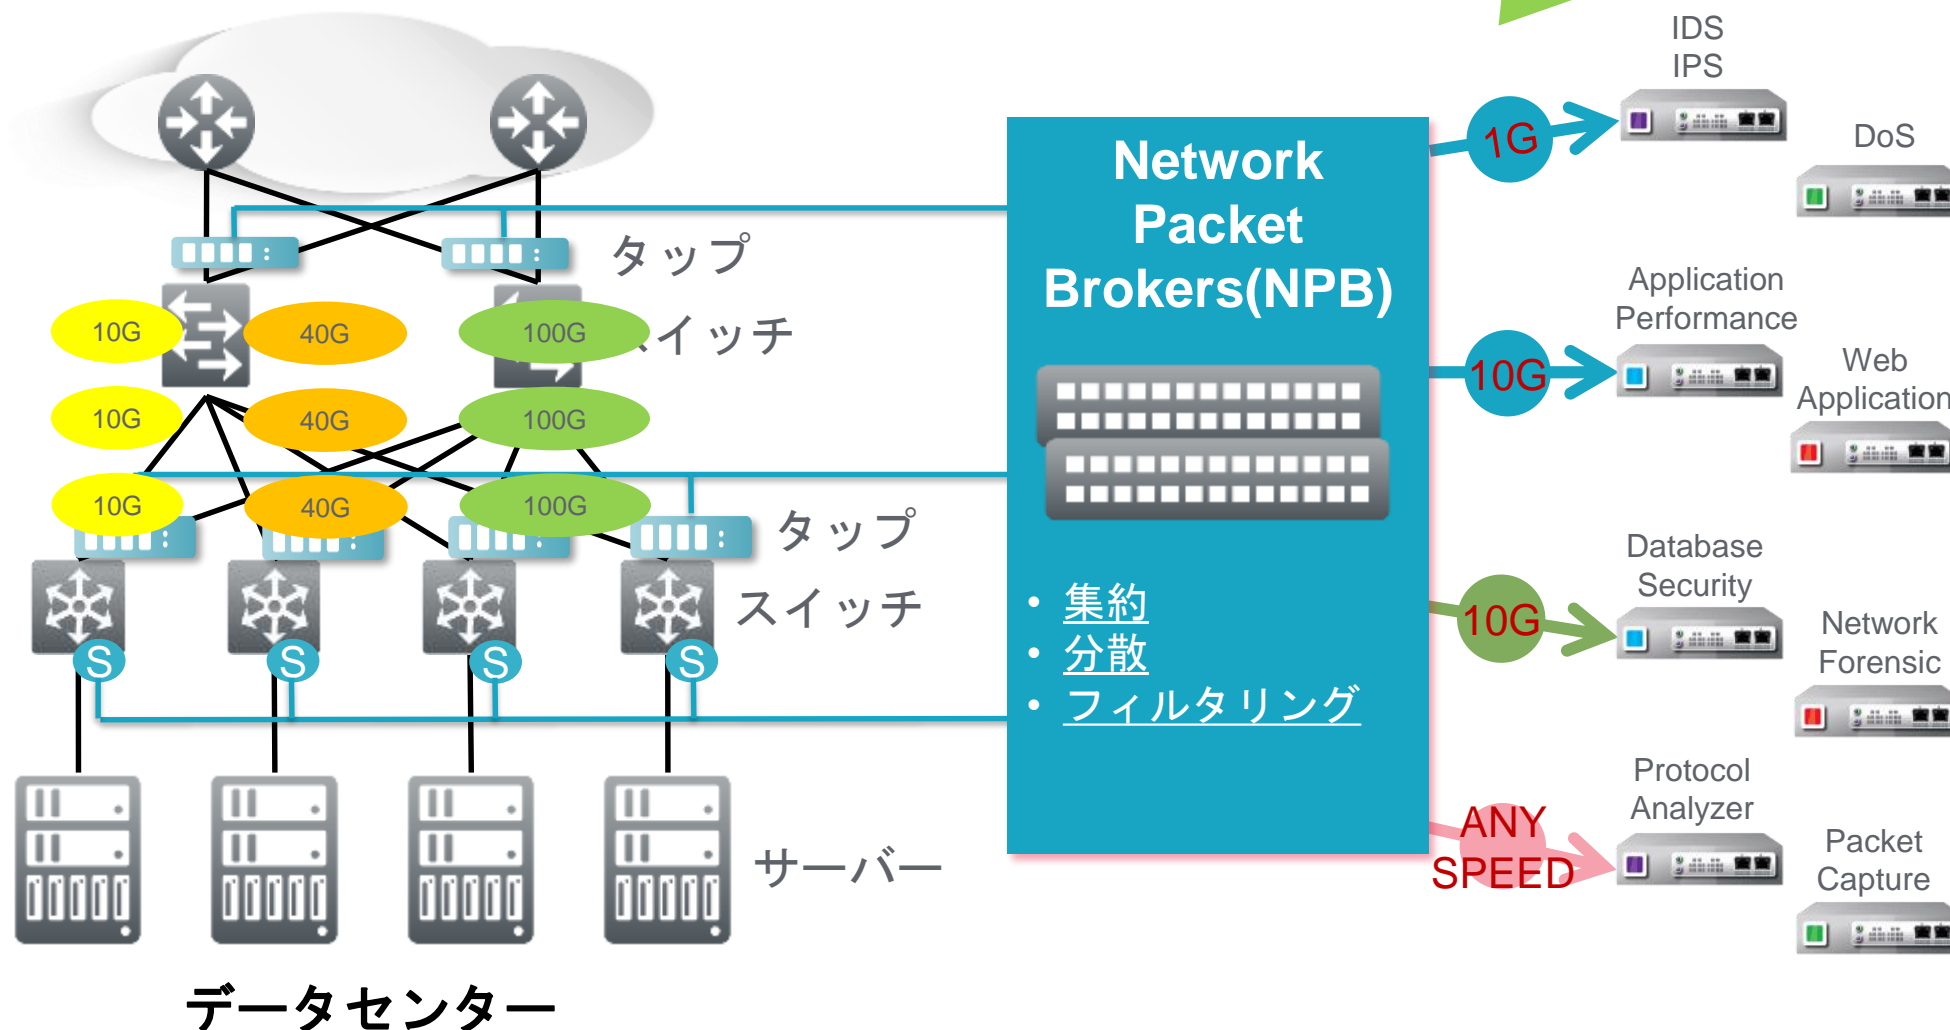 タップ
スイッチ
10G
40G
100G
10G
40G
100G
10G
40G
100G
タップ
スイッチ
S
S
S
S
サーバー
データセンター
Network
Packet
Brokers(NPB)
• 集約
• 分散
• フィルタリング
1G
10G
10G
ANY
SPEED
IDS
IPS
DoS
Application
Performance
Web
Application
Database
Security
Network
Forensic
Protocol
Analyzer
Packet
Capture